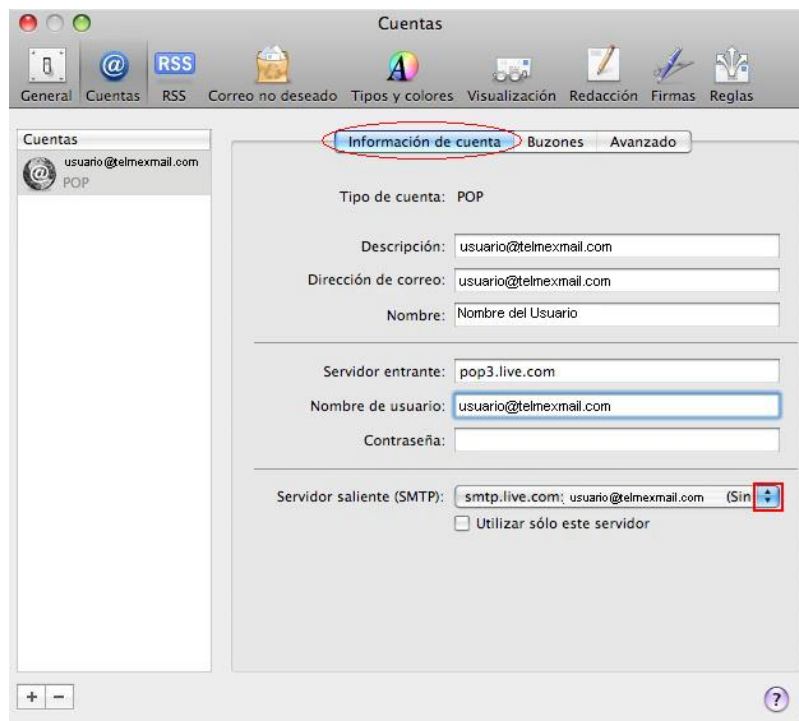 Cuentas
General Cuentas RSS Correo no deseado Tipos y colores Visualización Redacción Firmas Reglas
Cuentas
usuario@telmexmail.com
POP
Información de cuenta Buzones Avanzado
Tipo de cuenta: POP
Descripción: usuario@telmexmail.com
Dirección de correo: usuario@telmexmail.com
Nombre: Nombre del Usuario
Servidor entrante: pop3.live.com
Nombre de usuario: usuario@telmexmail.com
Contraseña:
Servidor saliente (SMTP): smtp.live.com: usuario@telmexmail.com (Sin
Utilizar sólo este servidor